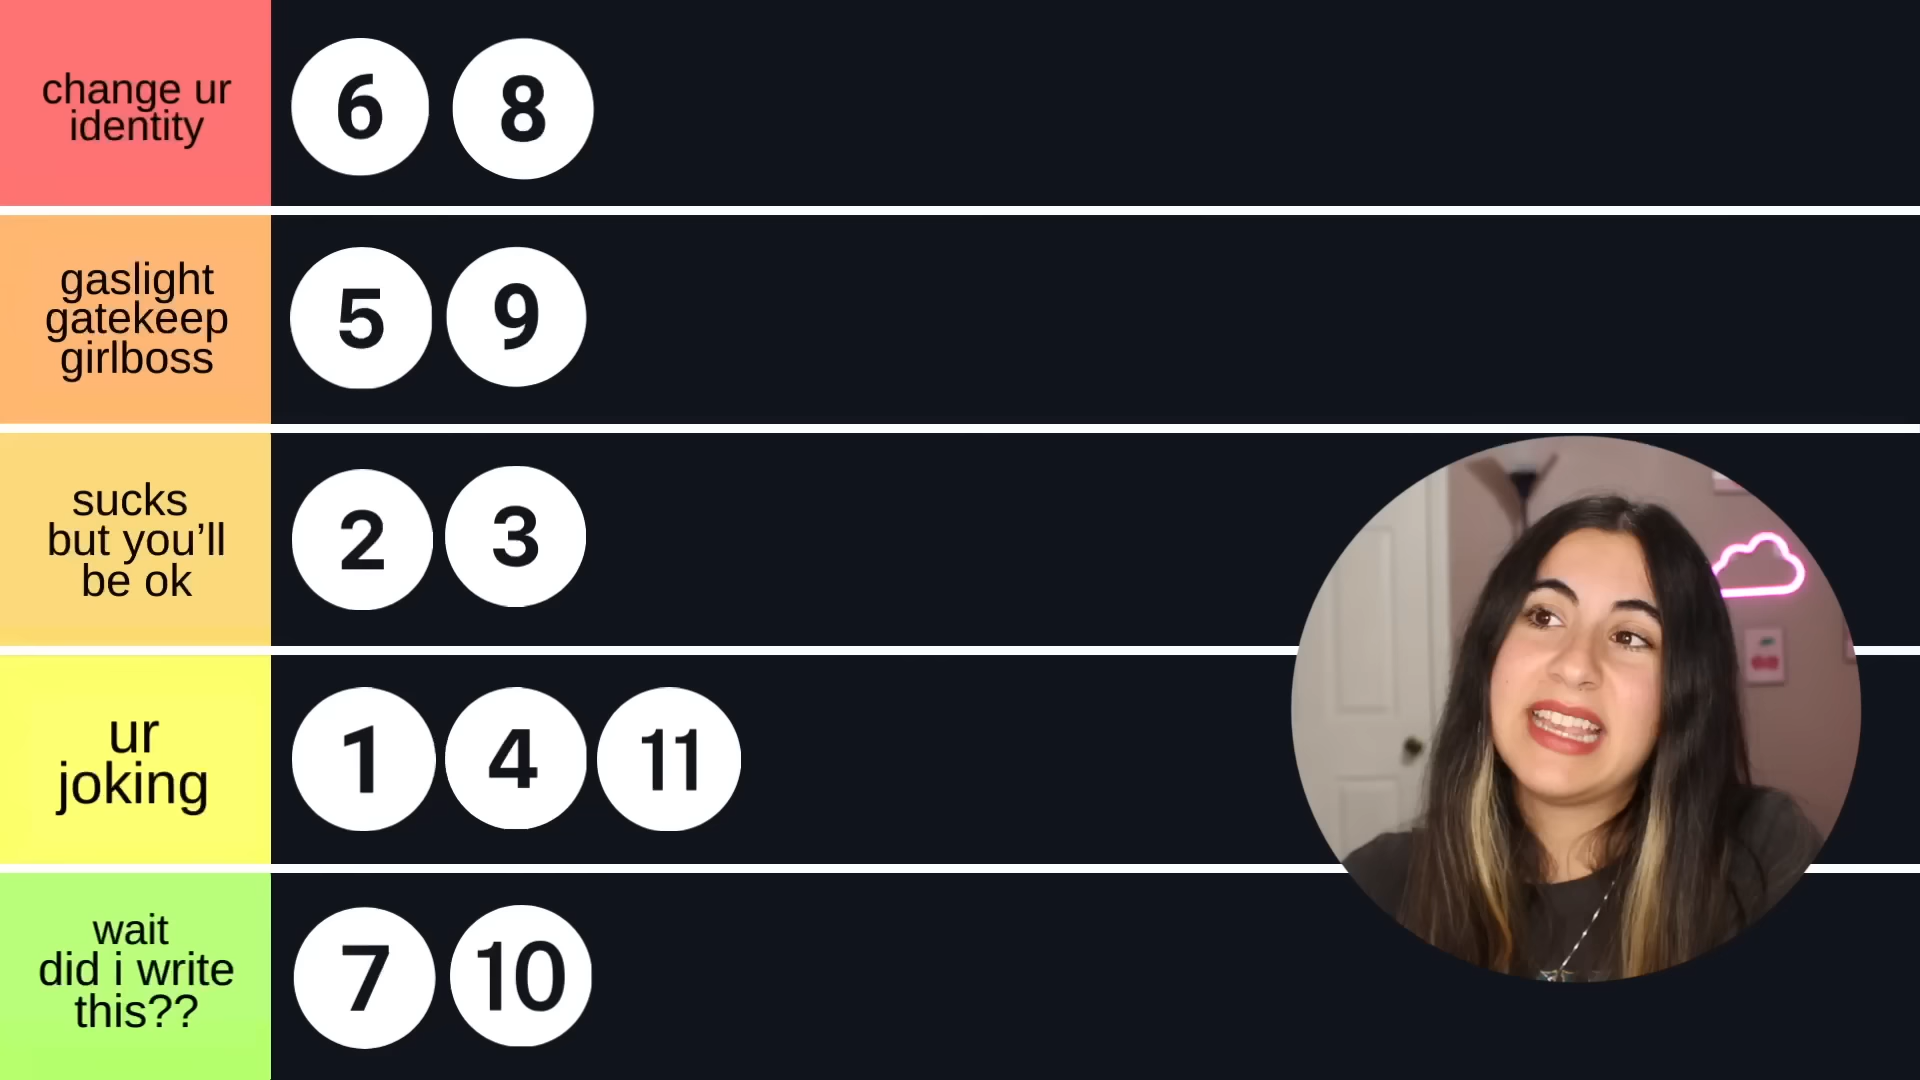 change ur
identity
6 8
gaslight
gatekeep
girlboss
5 9
sucks
but you’ll
be ok
2 3
ur
joking
1 4 11
wait
did i write
this??
7 10